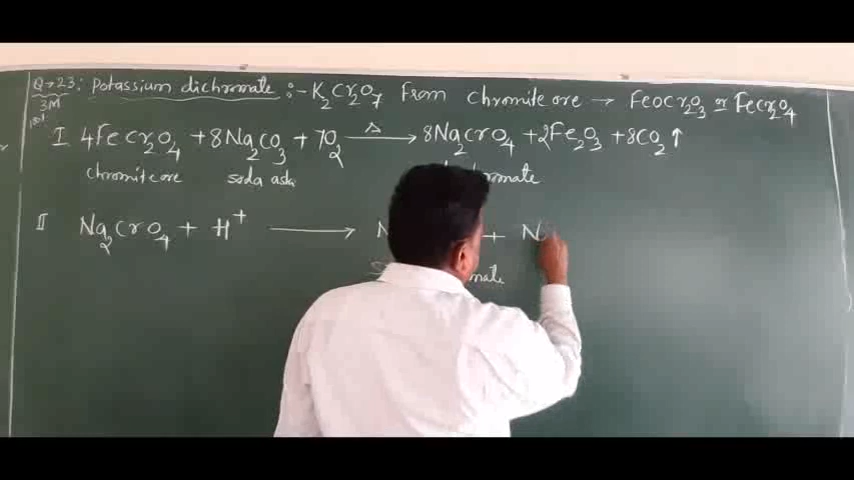 Q→23: Potassium dichromate :- K₂Cr₂O₇ From chromite ore → FeOCr₂O₃ or FeCr₂O₄
3M
I 4FeCr₂O₄ + 8Na₂CO₃ + 7O₂ —Δ→ 8Na₂CrO₄ + 2Fe₂O₃ + 8CO₂↑
chromite ore soda ash
II Na₂CrO₄ + H⁺ ⟶ N + N